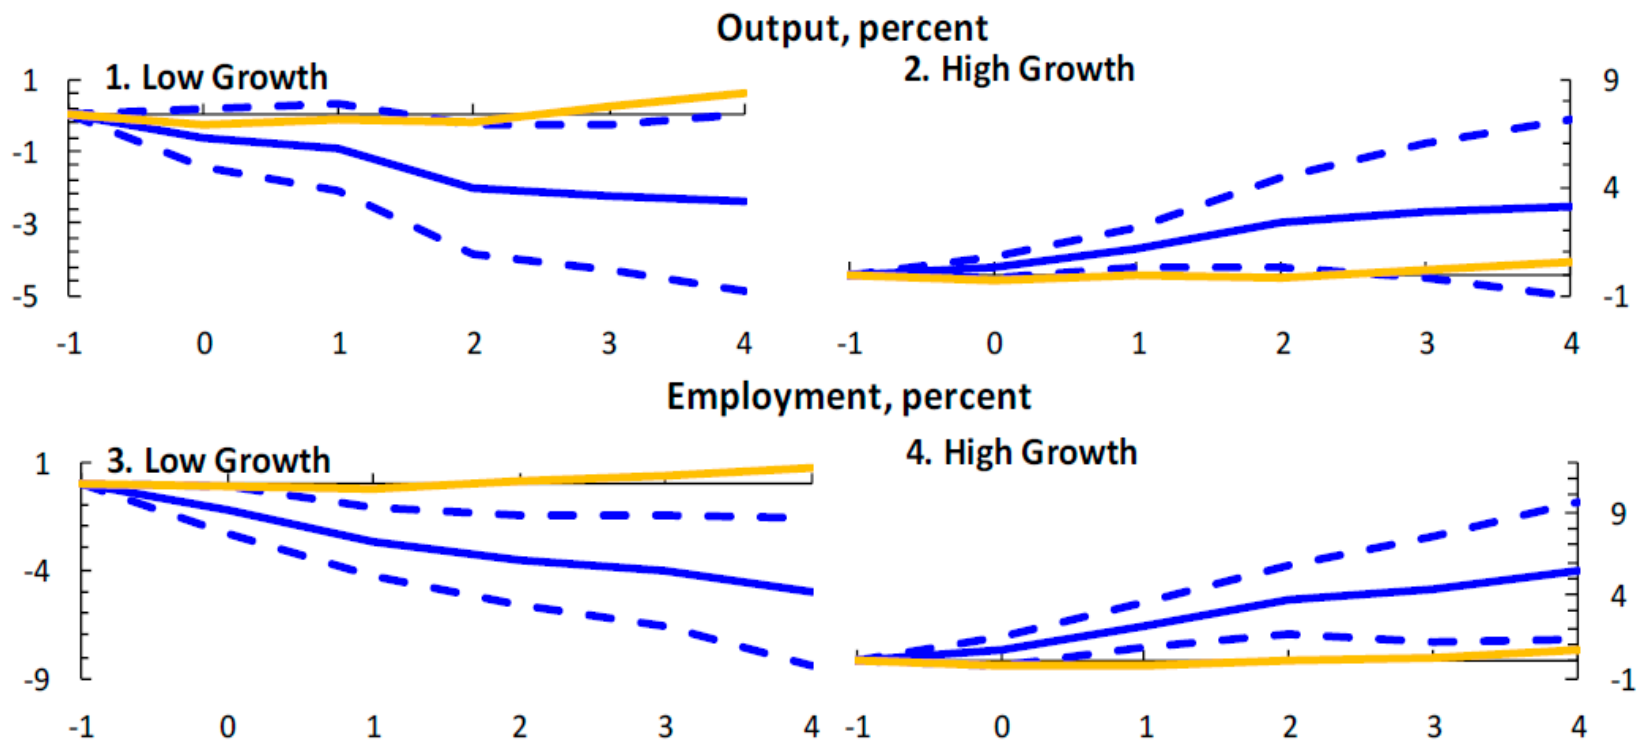 Output, percent
1. Low Growth
2. High Growth
1
-1
-3
-5
9
4
-1
-1 0 1 2 3 4
-1 0 1 2 3 4
Employment, percent
3. Low Growth
4. High Growth
1
-4
-9
9
4
-1
-1 0 1 2 3 4
-1 0 1 2 3 4